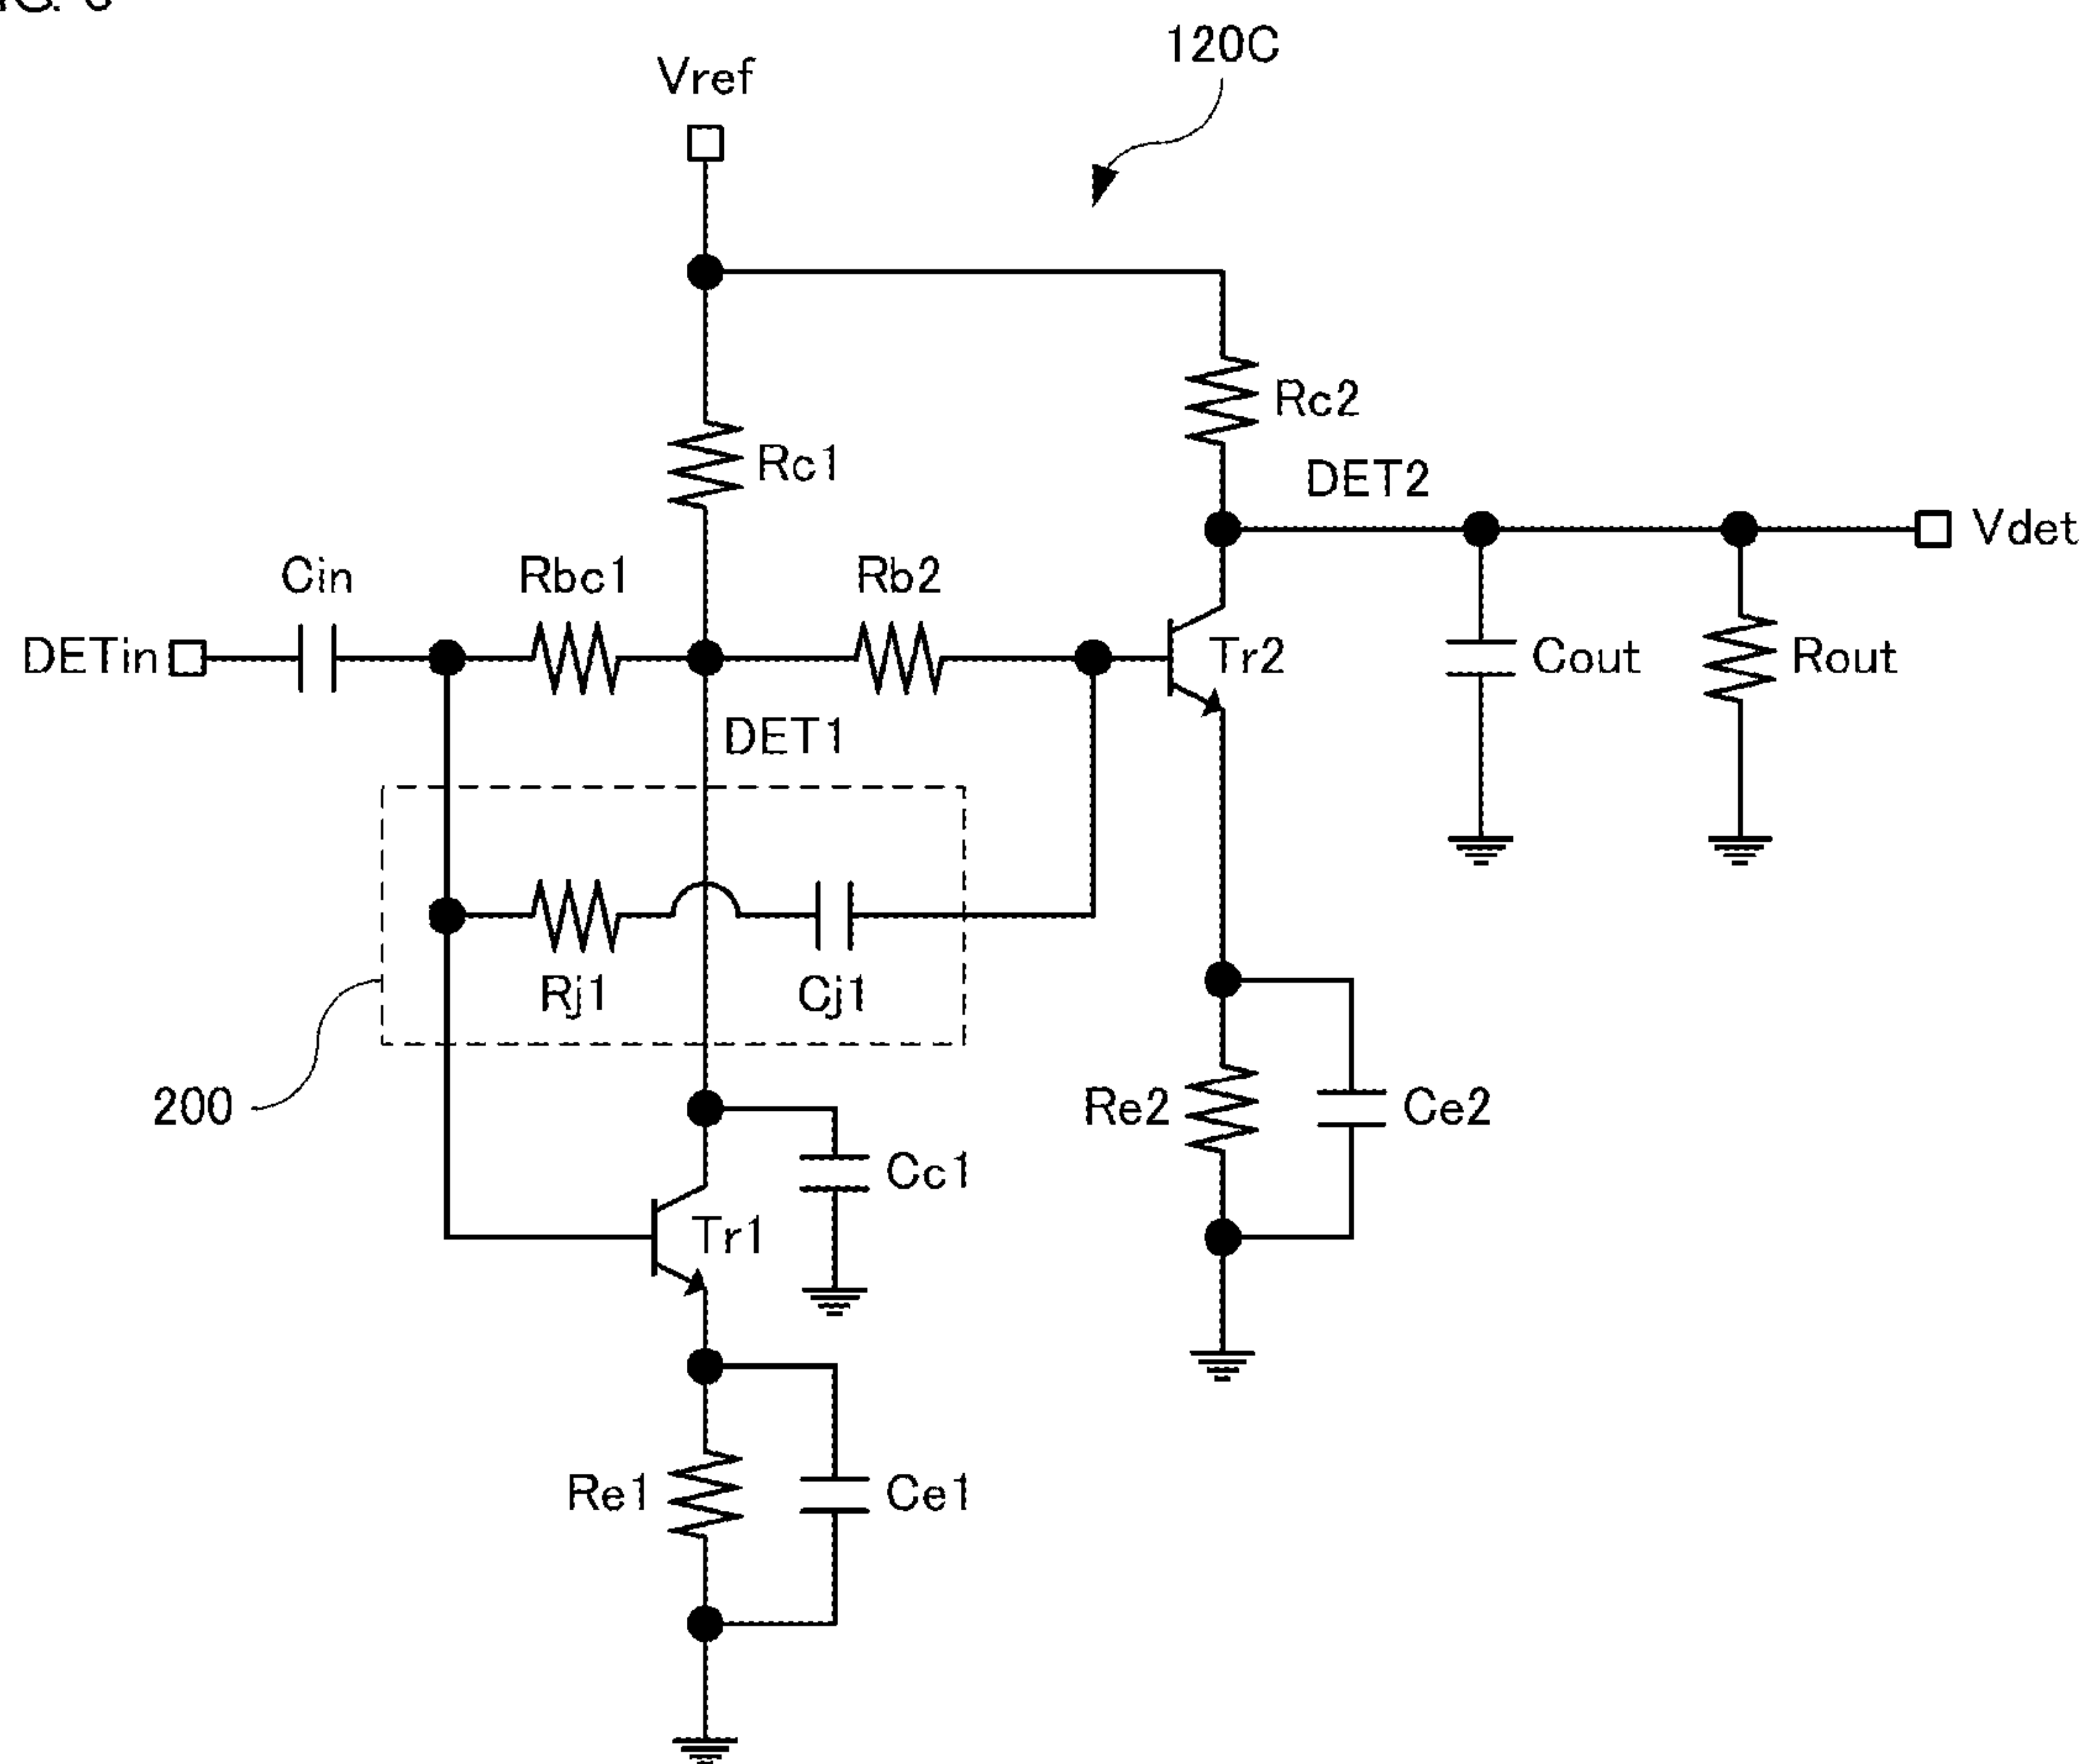 120C
Vref
Rc2
Rc1
DET2
Vdet
Cin
Rbc1
Rb2
DETin
Tr2
Cout
Rout
DET1
Rj1
Cj1
200
Re2
Ce2
Cc1
Tr1
Re1
Ce1